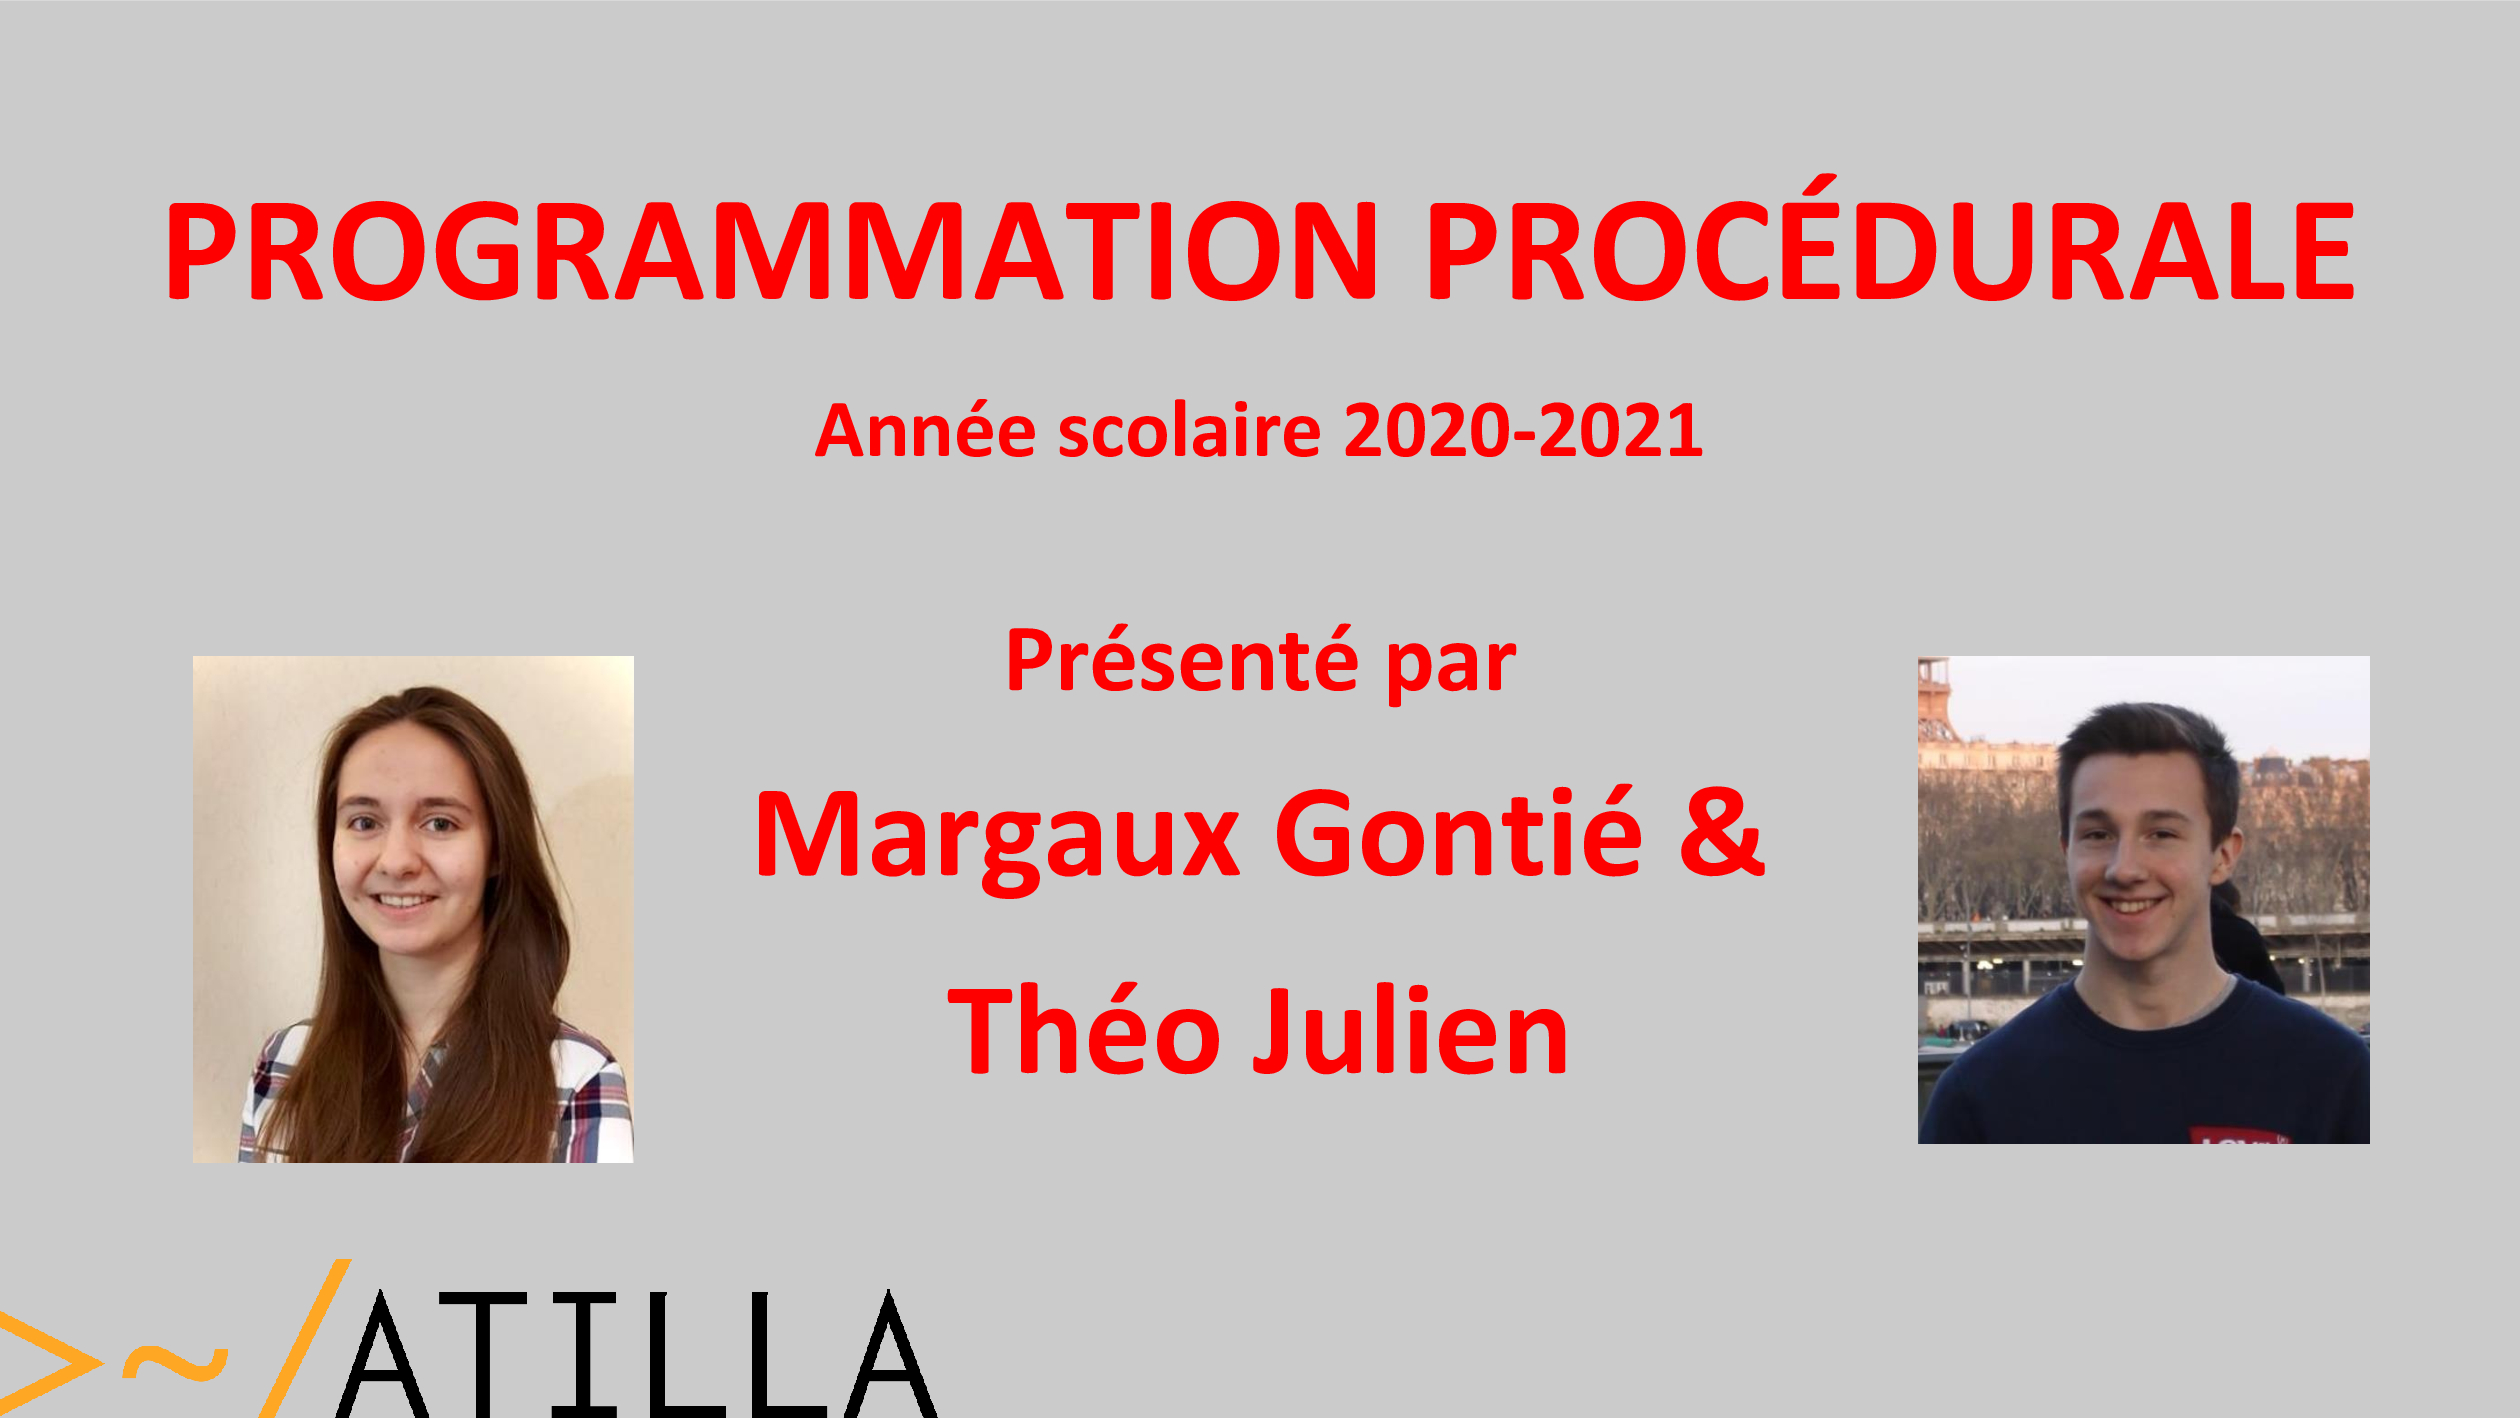 PROGRAMMATION PROCÉDURALE
Année scolaire 2020-2021
Présenté par
Margaux Gontié &
Théo Julien
>~/ATILLA